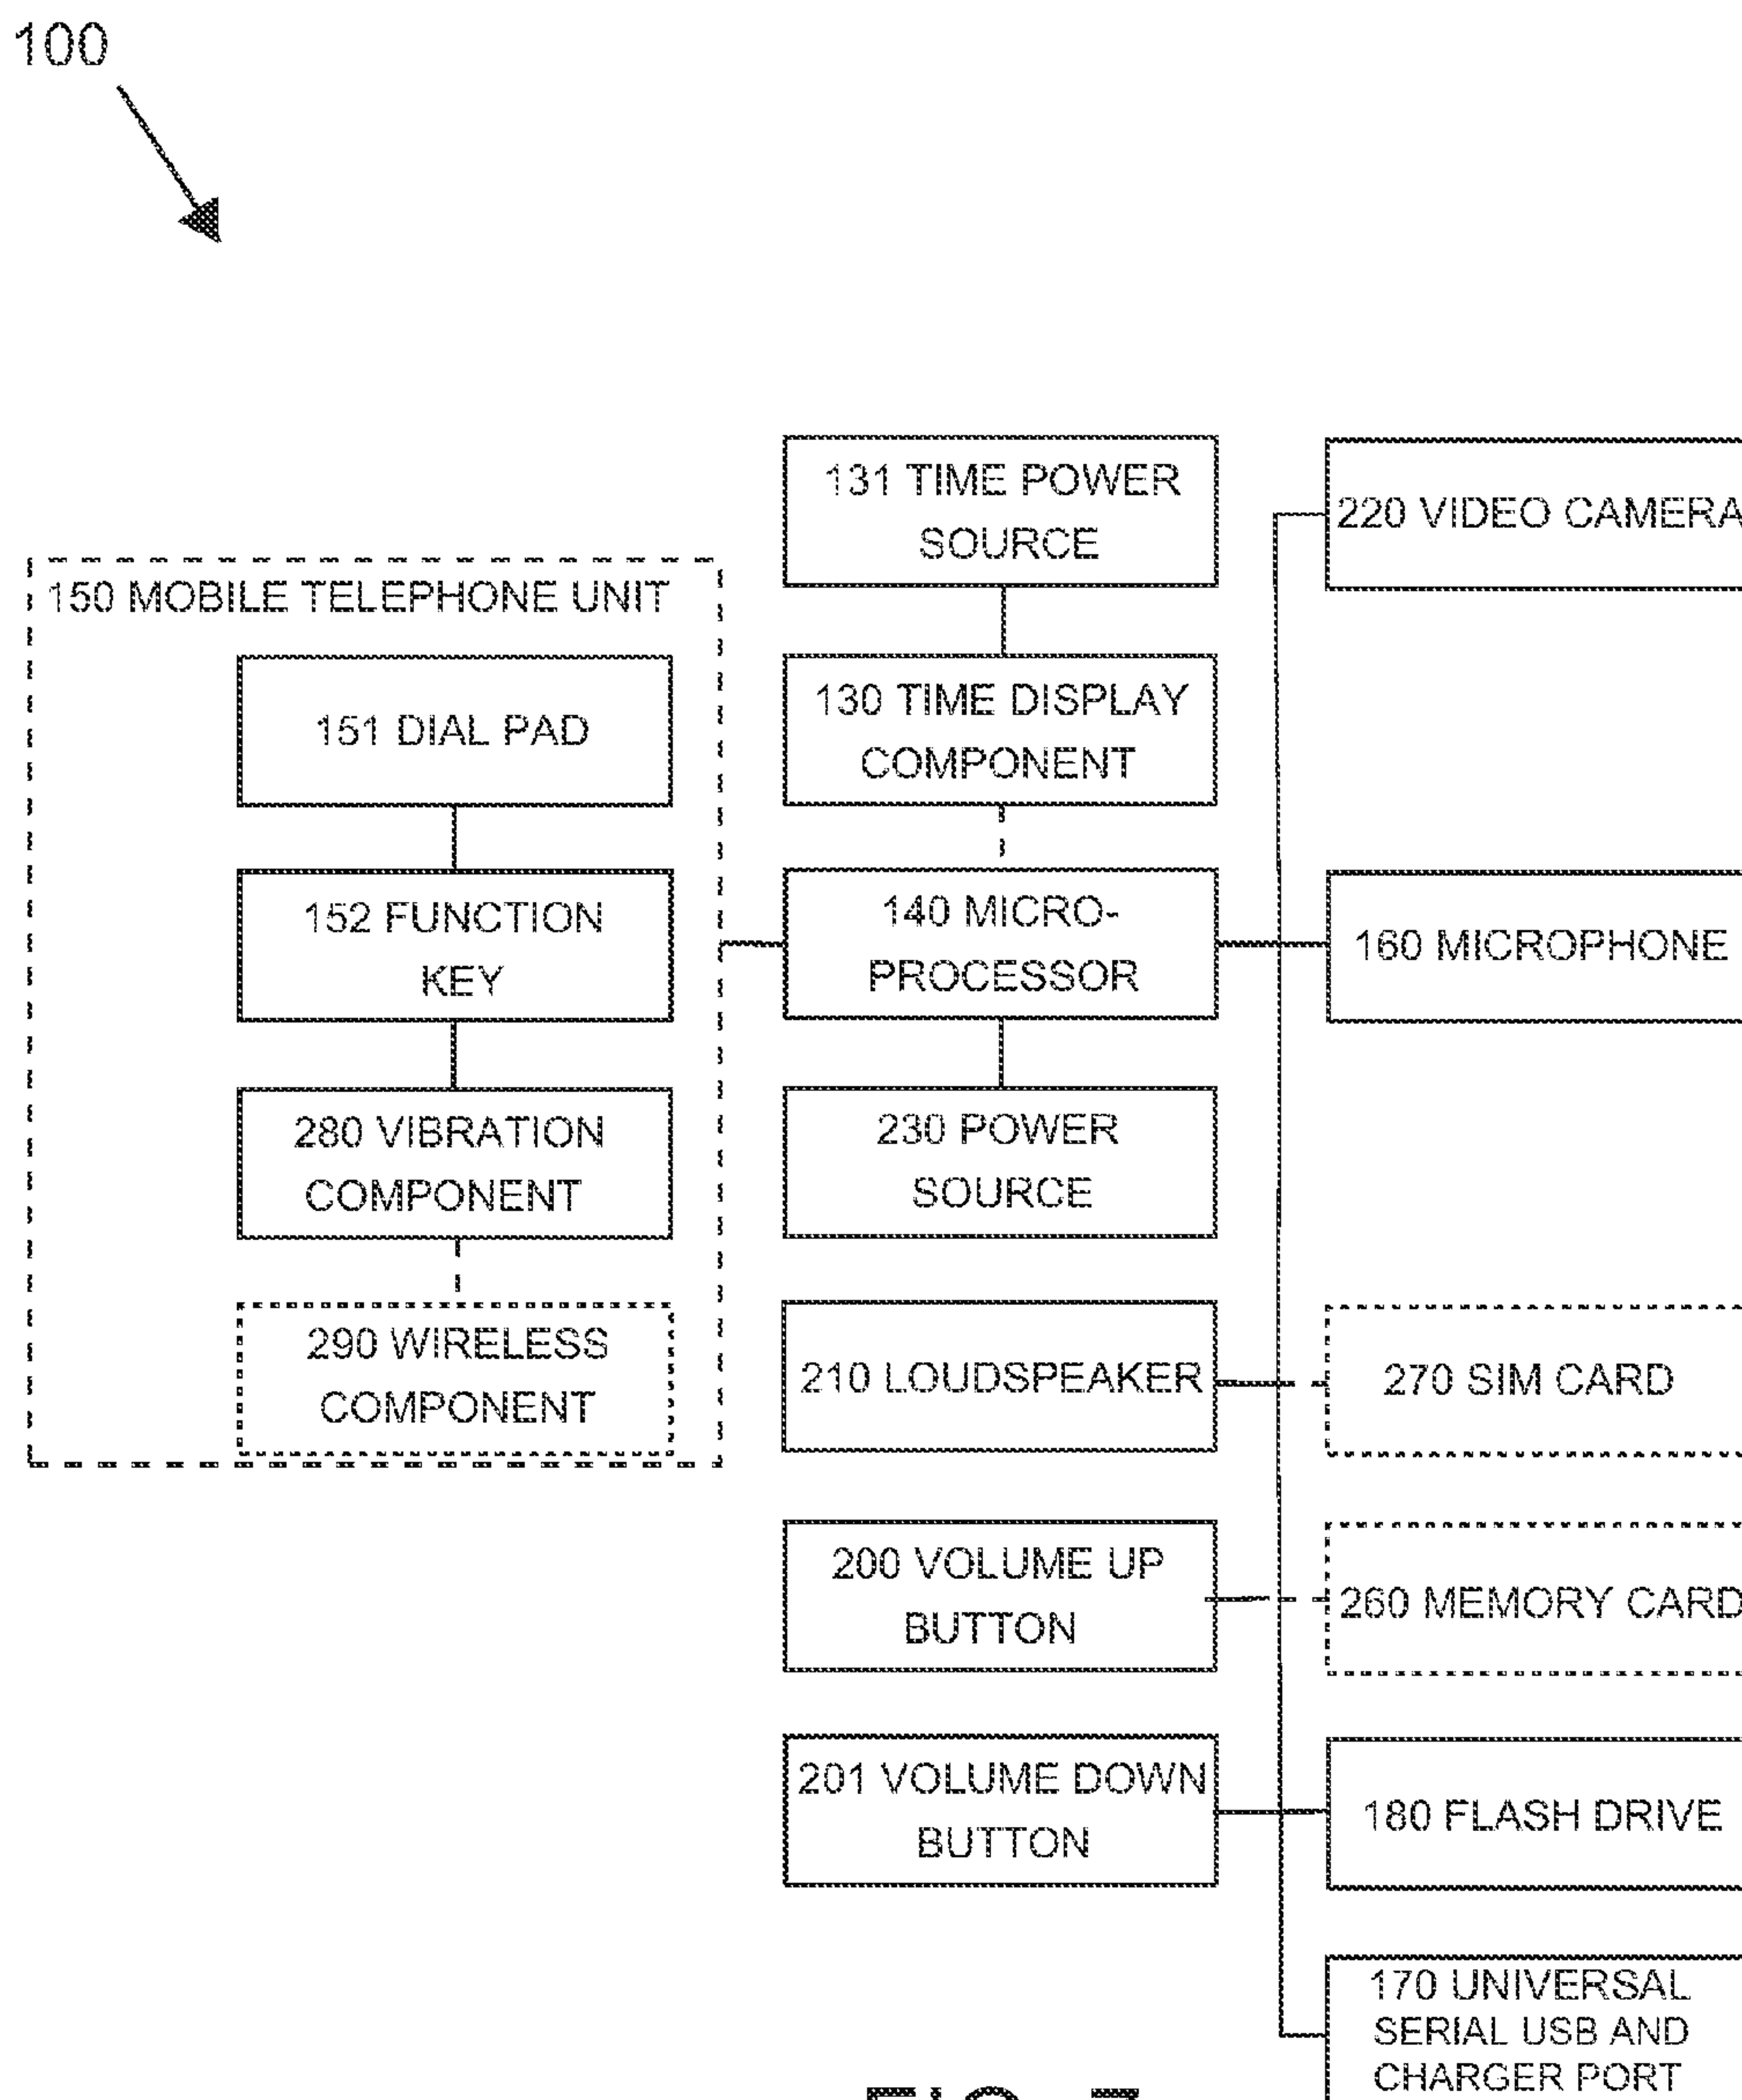 100
131 TIME POWER
SOURCE
220 VIDEO CAMERA
150 MOBILE TELEPHONE UNIT
130 TIME DISPLAY
COMPONENT
151 DIAL PAD
152 FUNCTION
KEY
140 MICRO-
PROCESSOR
160 MICROPHONE
280 VIBRATION
COMPONENT
230 POWER
SOURCE
290 WIRELESS
COMPONENT
210 LOUDSPEAKER
270 SIM CARD
200 VOLUME UP
BUTTON
260 MEMORY CARD
201 VOLUME DOWN
BUTTON
180 FLASH DRIVE
170 UNIVERSAL
SERIAL USB AND
CHARGER PORT